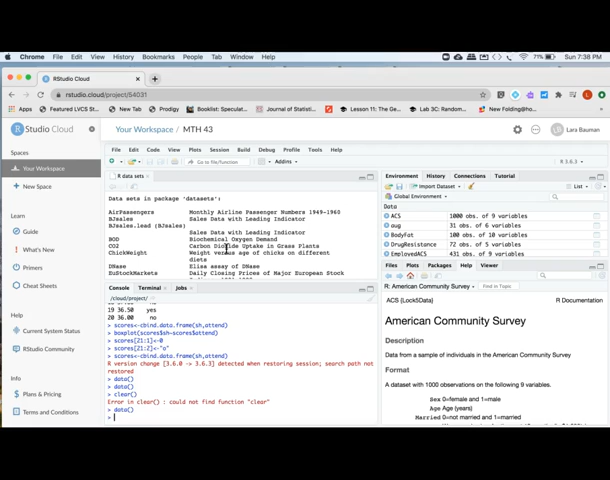 Chrome File Edit View History Bookmarks People Tab Window Help 71% Sun 7:38 PM
RStudio Cloud
rstudio.cloud/project/54031
Apps Featured LVCS St... New Tab Prodigy Booklist: Speculat... Journal of Statistic... Lesson 11: The Ge... Lab 3C: Random... New Folding@ho...
R Studio Cloud
Your Workspace / MTH 43
Lara Bauman
Spaces
Your Workspace
New Space
Learn
Guide
What's New
Primers
Cheat Sheets
Help
Current System Status
RStudio Community
Info
Plans & Pricing
Terms and Conditions
File Edit Code View Plots Session Build Debug Profile Tools Help
Go to file/function Addins R 3.6.3
R data sets
Data sets in package 'datasets':
AirPassengers Monthly Airline Passenger Numbers 1949-1960
BJsales Sales Data with Leading Indicator
BJsales.lead (BJsales)
Sales Data with Leading Indicator
BOD Biochemical Oxygen Demand
CO2 Carbon Dioxide Uptake in Grass Plants
ChickWeight Weight versus age of chicks on different
diets
DNase Elisa assay of DNase
EuStockMarkets Daily Closing Prices of Major European Stock
Console Terminal Jobs
/cloud/project/
19 36.50 yes
20 36.00 no
> scores<-cbind.data.frame(sh,attend)
> boxplot(scores$sh~scores$attend)
> scores[21:1]<-0
> scores[21:2]<-"o"
> scores<-cbind.data.frame(sh,attend)
R version change [3.6.0 -> 3.6.3] detected when restoring session; search path not
restored
> data()
> data()
> clear()
Error in clear() : could not find function "clear"
> data()
>
Environment History Connections Tutorial
Import Dataset List
Global Environment
Data
ACS 1000 obs. of 9 variables
aug 31 obs. of 6 variables
BodyFat 100 obs. of 10 variables
DrugResistance 72 obs. of 5 variables
EmployedACS 431 obs. of 9 variables
Files Plots Packages Help Viewer
R: American Community Survey Find in Topic
ACS (Lock5Data) R Documentation
American Community Survey
Description
Data from a sample of individuals in the American Community Survey
Format
A dataset with 1000 observations on the following 9 variables.
Sex 0=female and 1=male
Age Age (years)
Married 0=not married and 1=married